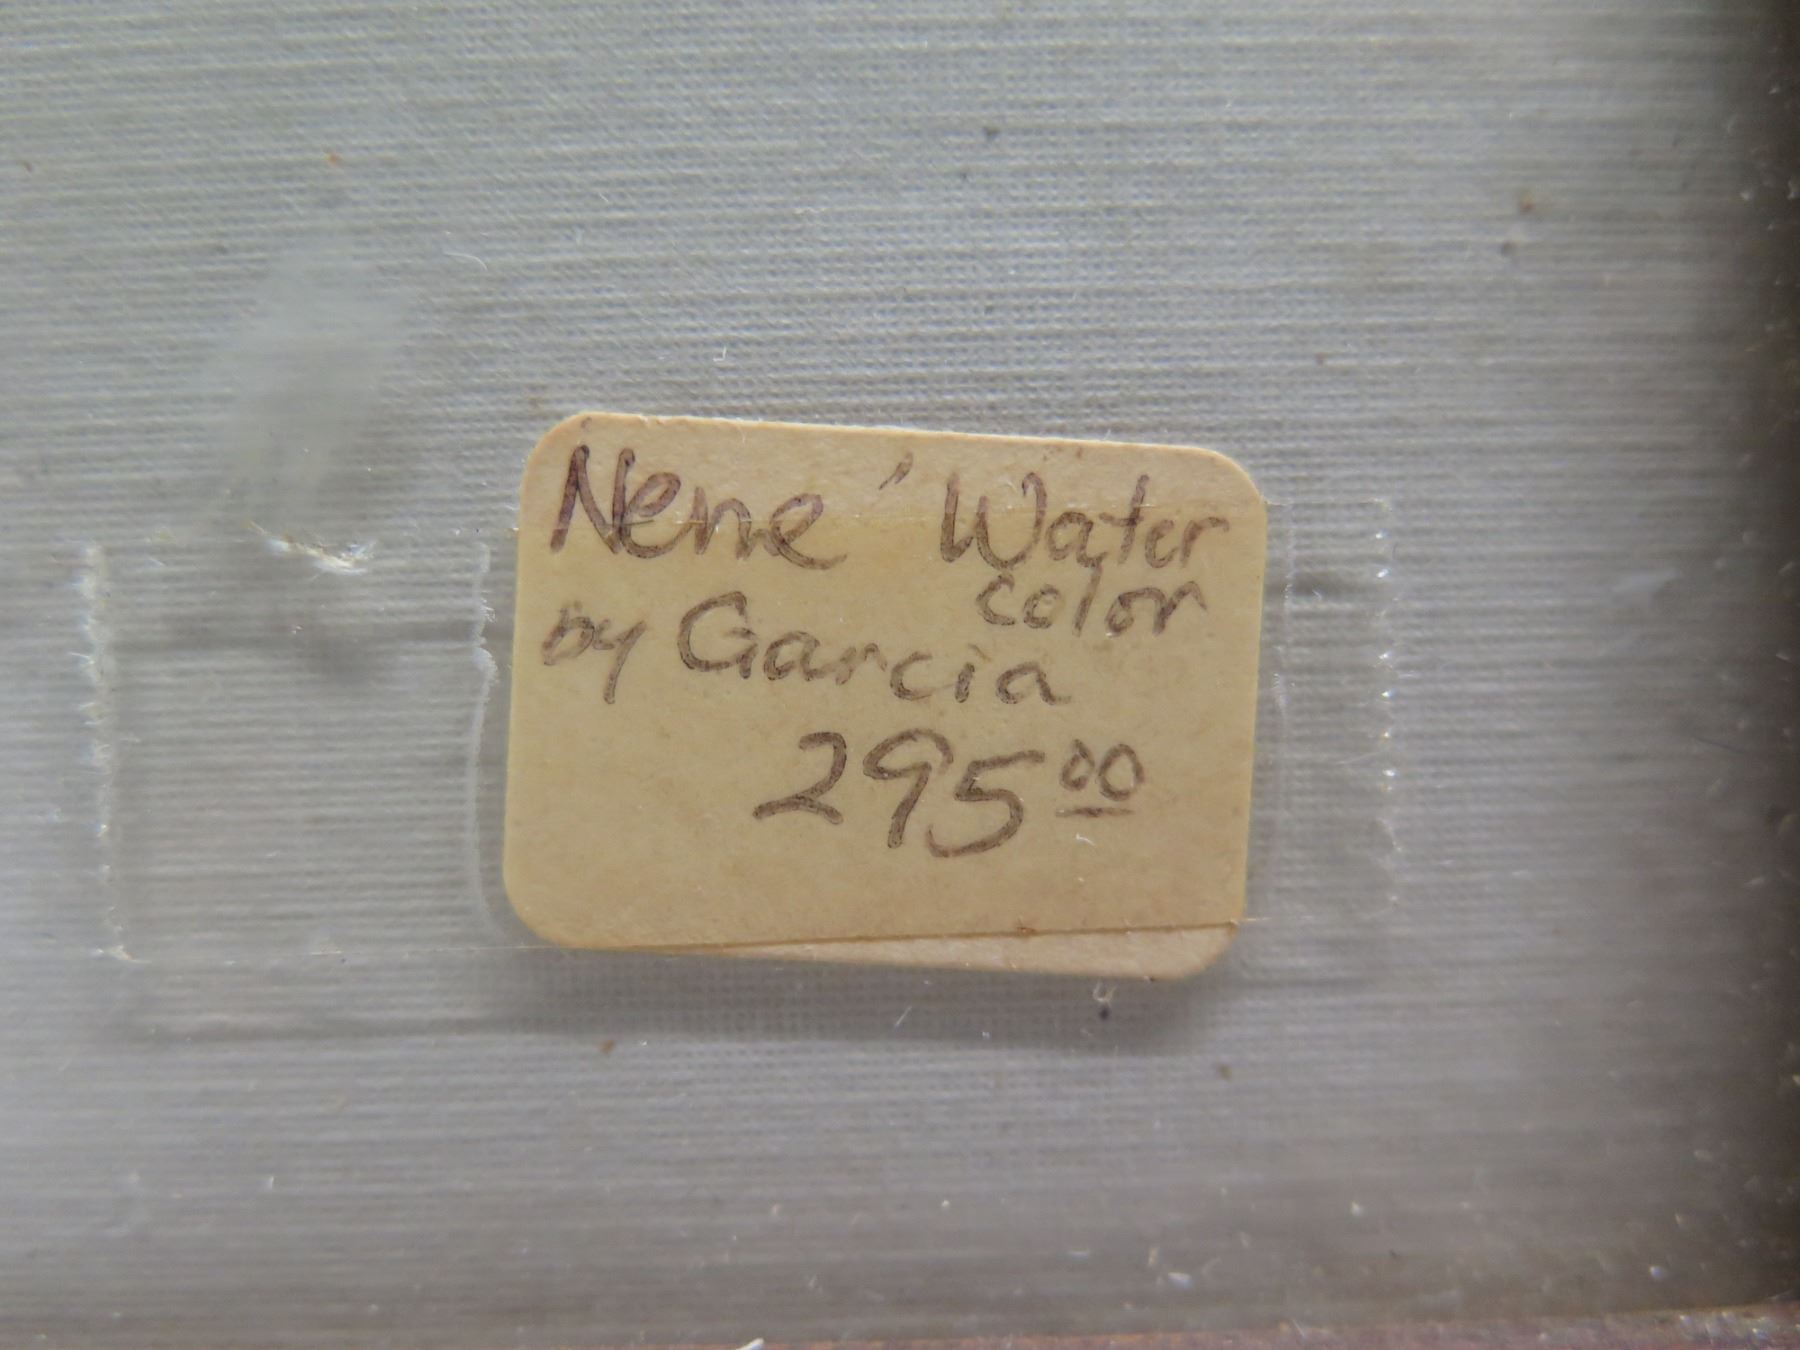 Nene' Water
color
by Garcia
295.00